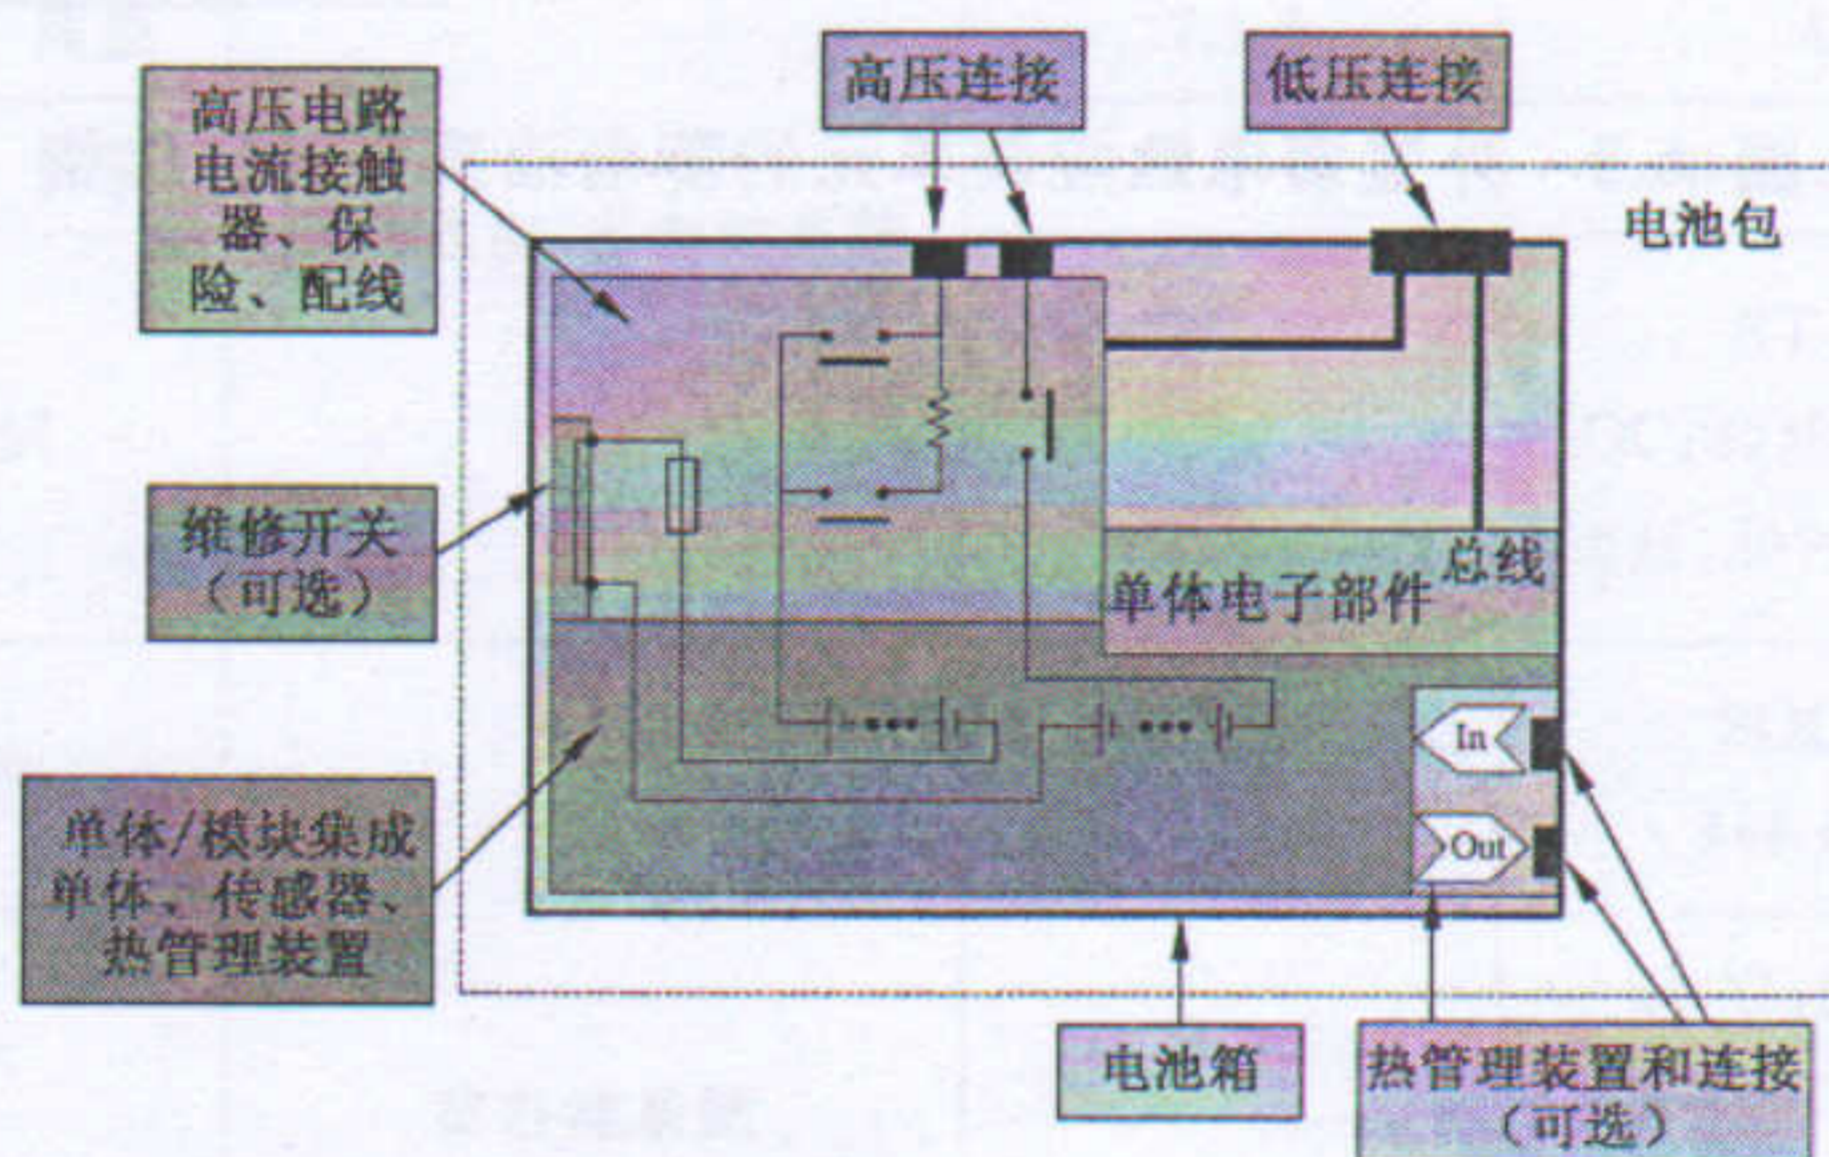 高压连接
低压连接
高压电路
电流接触
器、保
险、配线
电池包
维修开关
（可选）
总线
单体电子部件
单体/模块集成
单体、传感器、
热管理装置
In
Out
电池箱
热管理装置和连接
（可选）